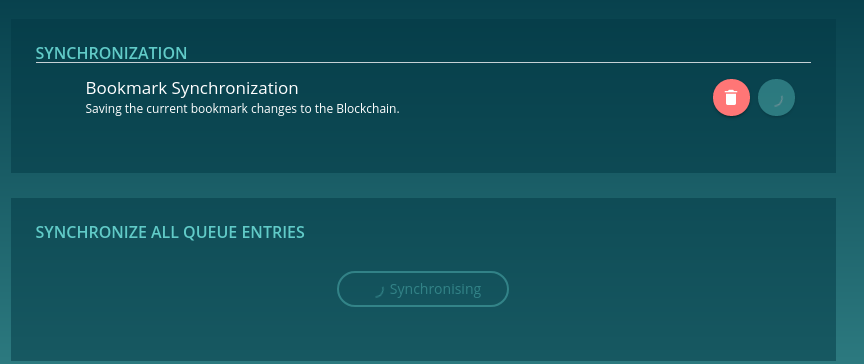 SYNCHRONIZATION
Bookmark Synchronization
Saving the current bookmark changes to the Blockchain.
SYNCHRONIZE ALL QUEUE ENTRIES
Synchronising